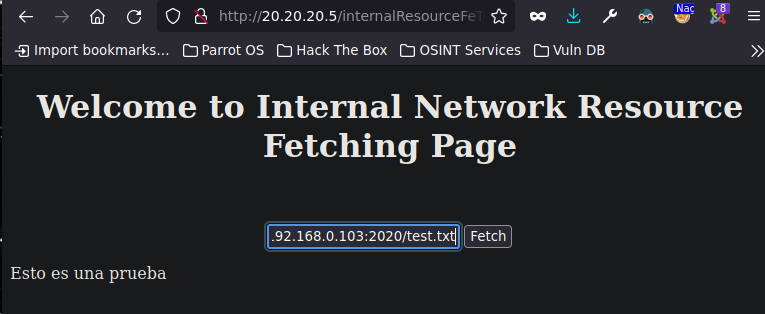 http://20.20.20.5/internalResourceFeT
Nag
8
Import bookmarks...
Parrot OS
Hack The Box
OSINT Services
Vuln DB
Welcome to Internal Network Resource
Fetching Page
.92.168.0.103:2020/test.txt
Fetch
Esto es una prueba